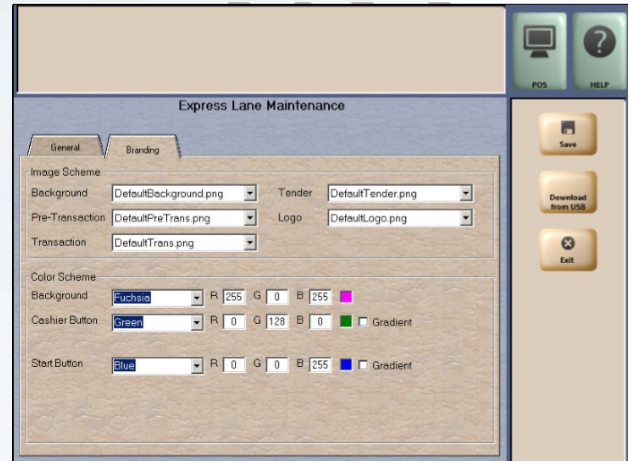 POS HELP
Express Lane Maintenance
General Branding
Image Scheme
Background DefaultBackground.png Tender DefaultTender.png
Pre-Transaction DefaultPreTrans.png Logo DefaultLogo.png
Transaction DefaultTrans.png
Color Scheme
Background Fuchsia R 255 G 0 B 255
Cashier Button Green R 0 G 128 B 0 Gradient
Start Button Blue R 0 G 0 B 255 Gradient
Save
Download
from USB
Exit